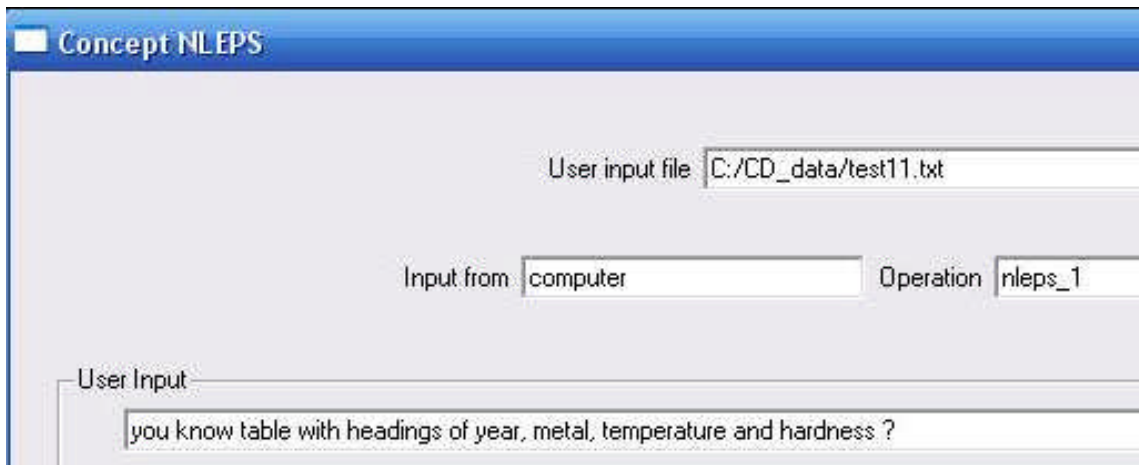 Concept NLEPS
User input file C:/CD_data/test11.txt
Input from computer Operation nleps_1
User Input
you know table with headings of year, metal, temperature and hardness ?